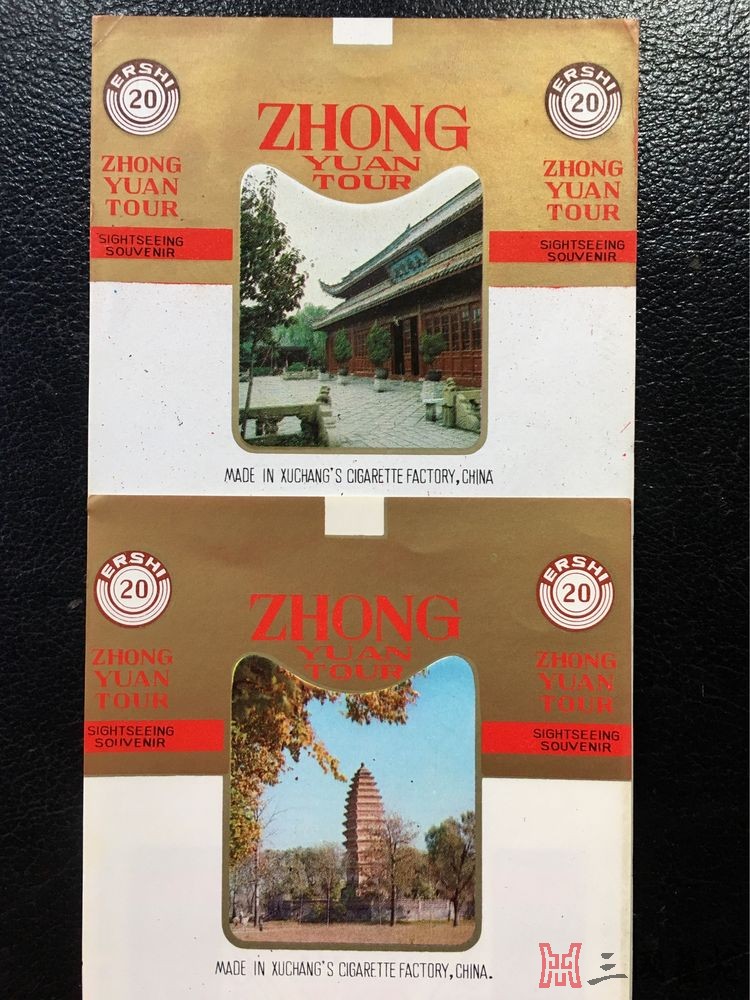 ERSHI
20
ERSHI
20
ZHONG
YUAN
TOUR
ZHONG
YUAN
TOUR
ZHONG
YUAN
TOUR
SIGHTSEEING
SOUVENIR
SIGHTSEEING
SOUVENIR
MADE IN XUCHANG'S CIGARETTE FACTORY, CHINA
ERSHI
20
ERSHI
20
ZHONG
YUAN
TOUR
ZHONG
YUAN
TOUR
ZHONG
YUAN
TOUR
SIGHTSEEING
SOUVENIR
SIGHTSEEING
SOUVENIR
MADE IN XUCHANG'S CIGARETTE FACTORY, CHINA.
三